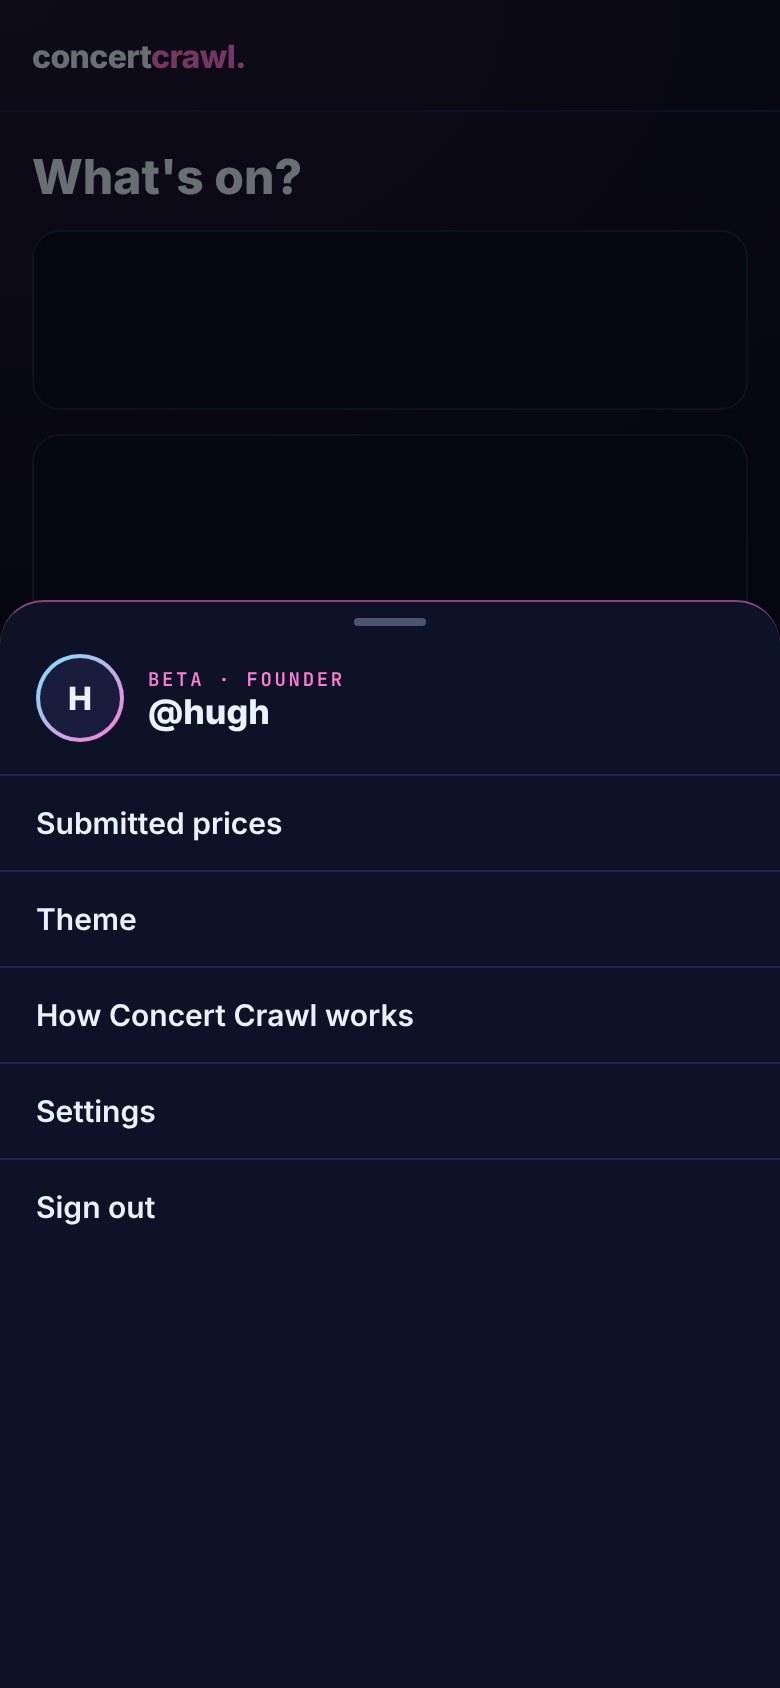 concertcrawl.
What's on?
H
BETA · FOUNDER
@hugh
Submitted prices
Theme
How Concert Crawl works
Settings
Sign out